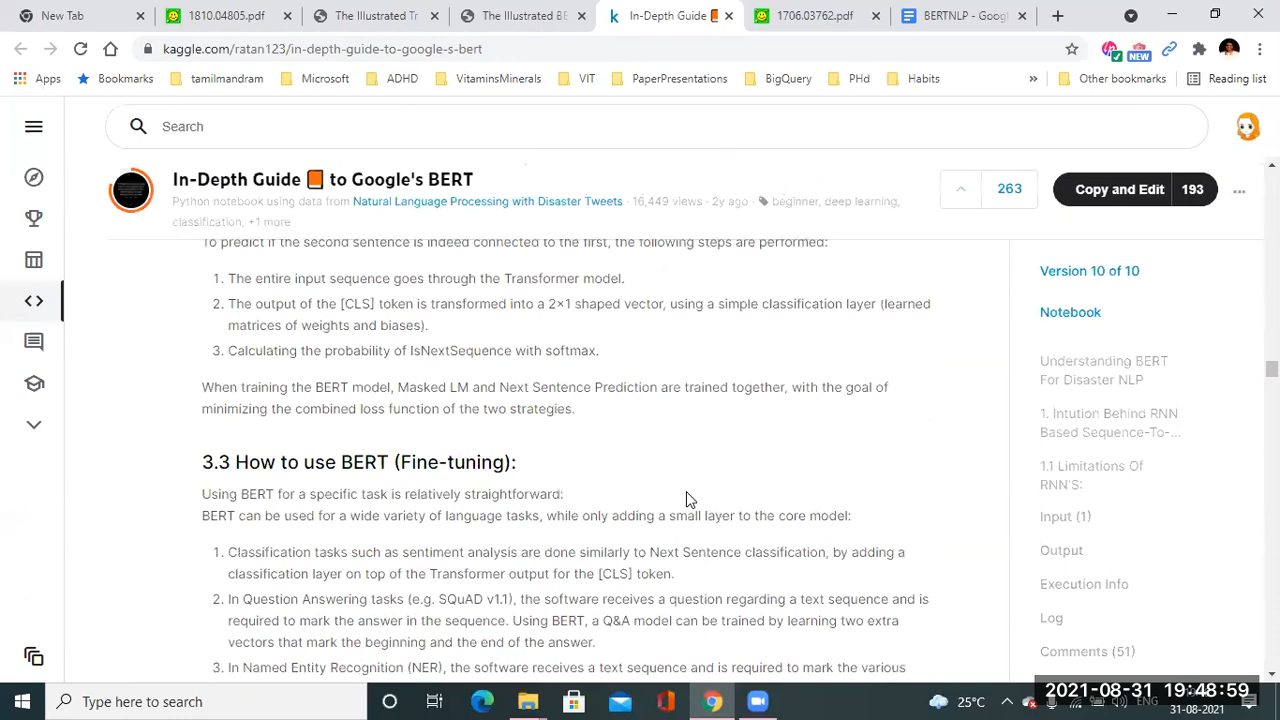 New Tab
1810.04805.pdf
The Illustrated Tr
The Illustrated BE
In-Depth Guide
1706.03762.pdf
BERTNLP - Goog
kaggle.com/ratan123/in-depth-guide-to-google-s-bert
NEW
Apps
Bookmarks
tamilmandram
Microsoft
ADHD
VitaminsMinerals
VIT
PaperPresentations
BigQuery
PHd
Habits
»
Other bookmarks
Reading list
Search
In-Depth Guide 📙 to Google's BERT
Python notebook using data from Natural Language Processing with Disaster Tweets · 16,449 views · 2y ago · beginner, deep learning,
classification, +1 more
263
Copy and Edit 193
To predict if the second sentence is indeed connected to the first, the following steps are performed:
1. The entire input sequence goes through the Transformer model.
2. The output of the [CLS] token is transformed into a 2×1 shaped vector, using a simple classification layer (learned
matrices of weights and biases).
3. Calculating the probability of IsNextSequence with softmax.
When training the BERT model, Masked LM and Next Sentence Prediction are trained together, with the goal of
minimizing the combined loss function of the two strategies.
3.3 How to use BERT (Fine-tuning):
Using BERT for a specific task is relatively straightforward:
BERT can be used for a wide variety of language tasks, while only adding a small layer to the core model:
1. Classification tasks such as sentiment analysis are done similarly to Next Sentence classification, by adding a
classification layer on top of the Transformer output for the [CLS] token.
2. In Question Answering tasks (e.g. SQuAD v1.1), the software receives a question regarding a text sequence and is
required to mark the answer in the sequence. Using BERT, a Q&A model can be trained by learning two extra
vectors that mark the beginning and the end of the answer.
3. In Named Entity Recognition (NER), the software receives a text sequence and is required to mark the various
Version 10 of 10
Notebook
Understanding BERT
For Disaster NLP
1. Intution Behind RNN
Based Sequence-To-...
1.1 Limitations Of
RNN'S:
Input (1)
Output
Execution Info
Log
Comments (51)
Type here to search
25°C
ENG
2021-08-31 19:48:59
31-08-2021